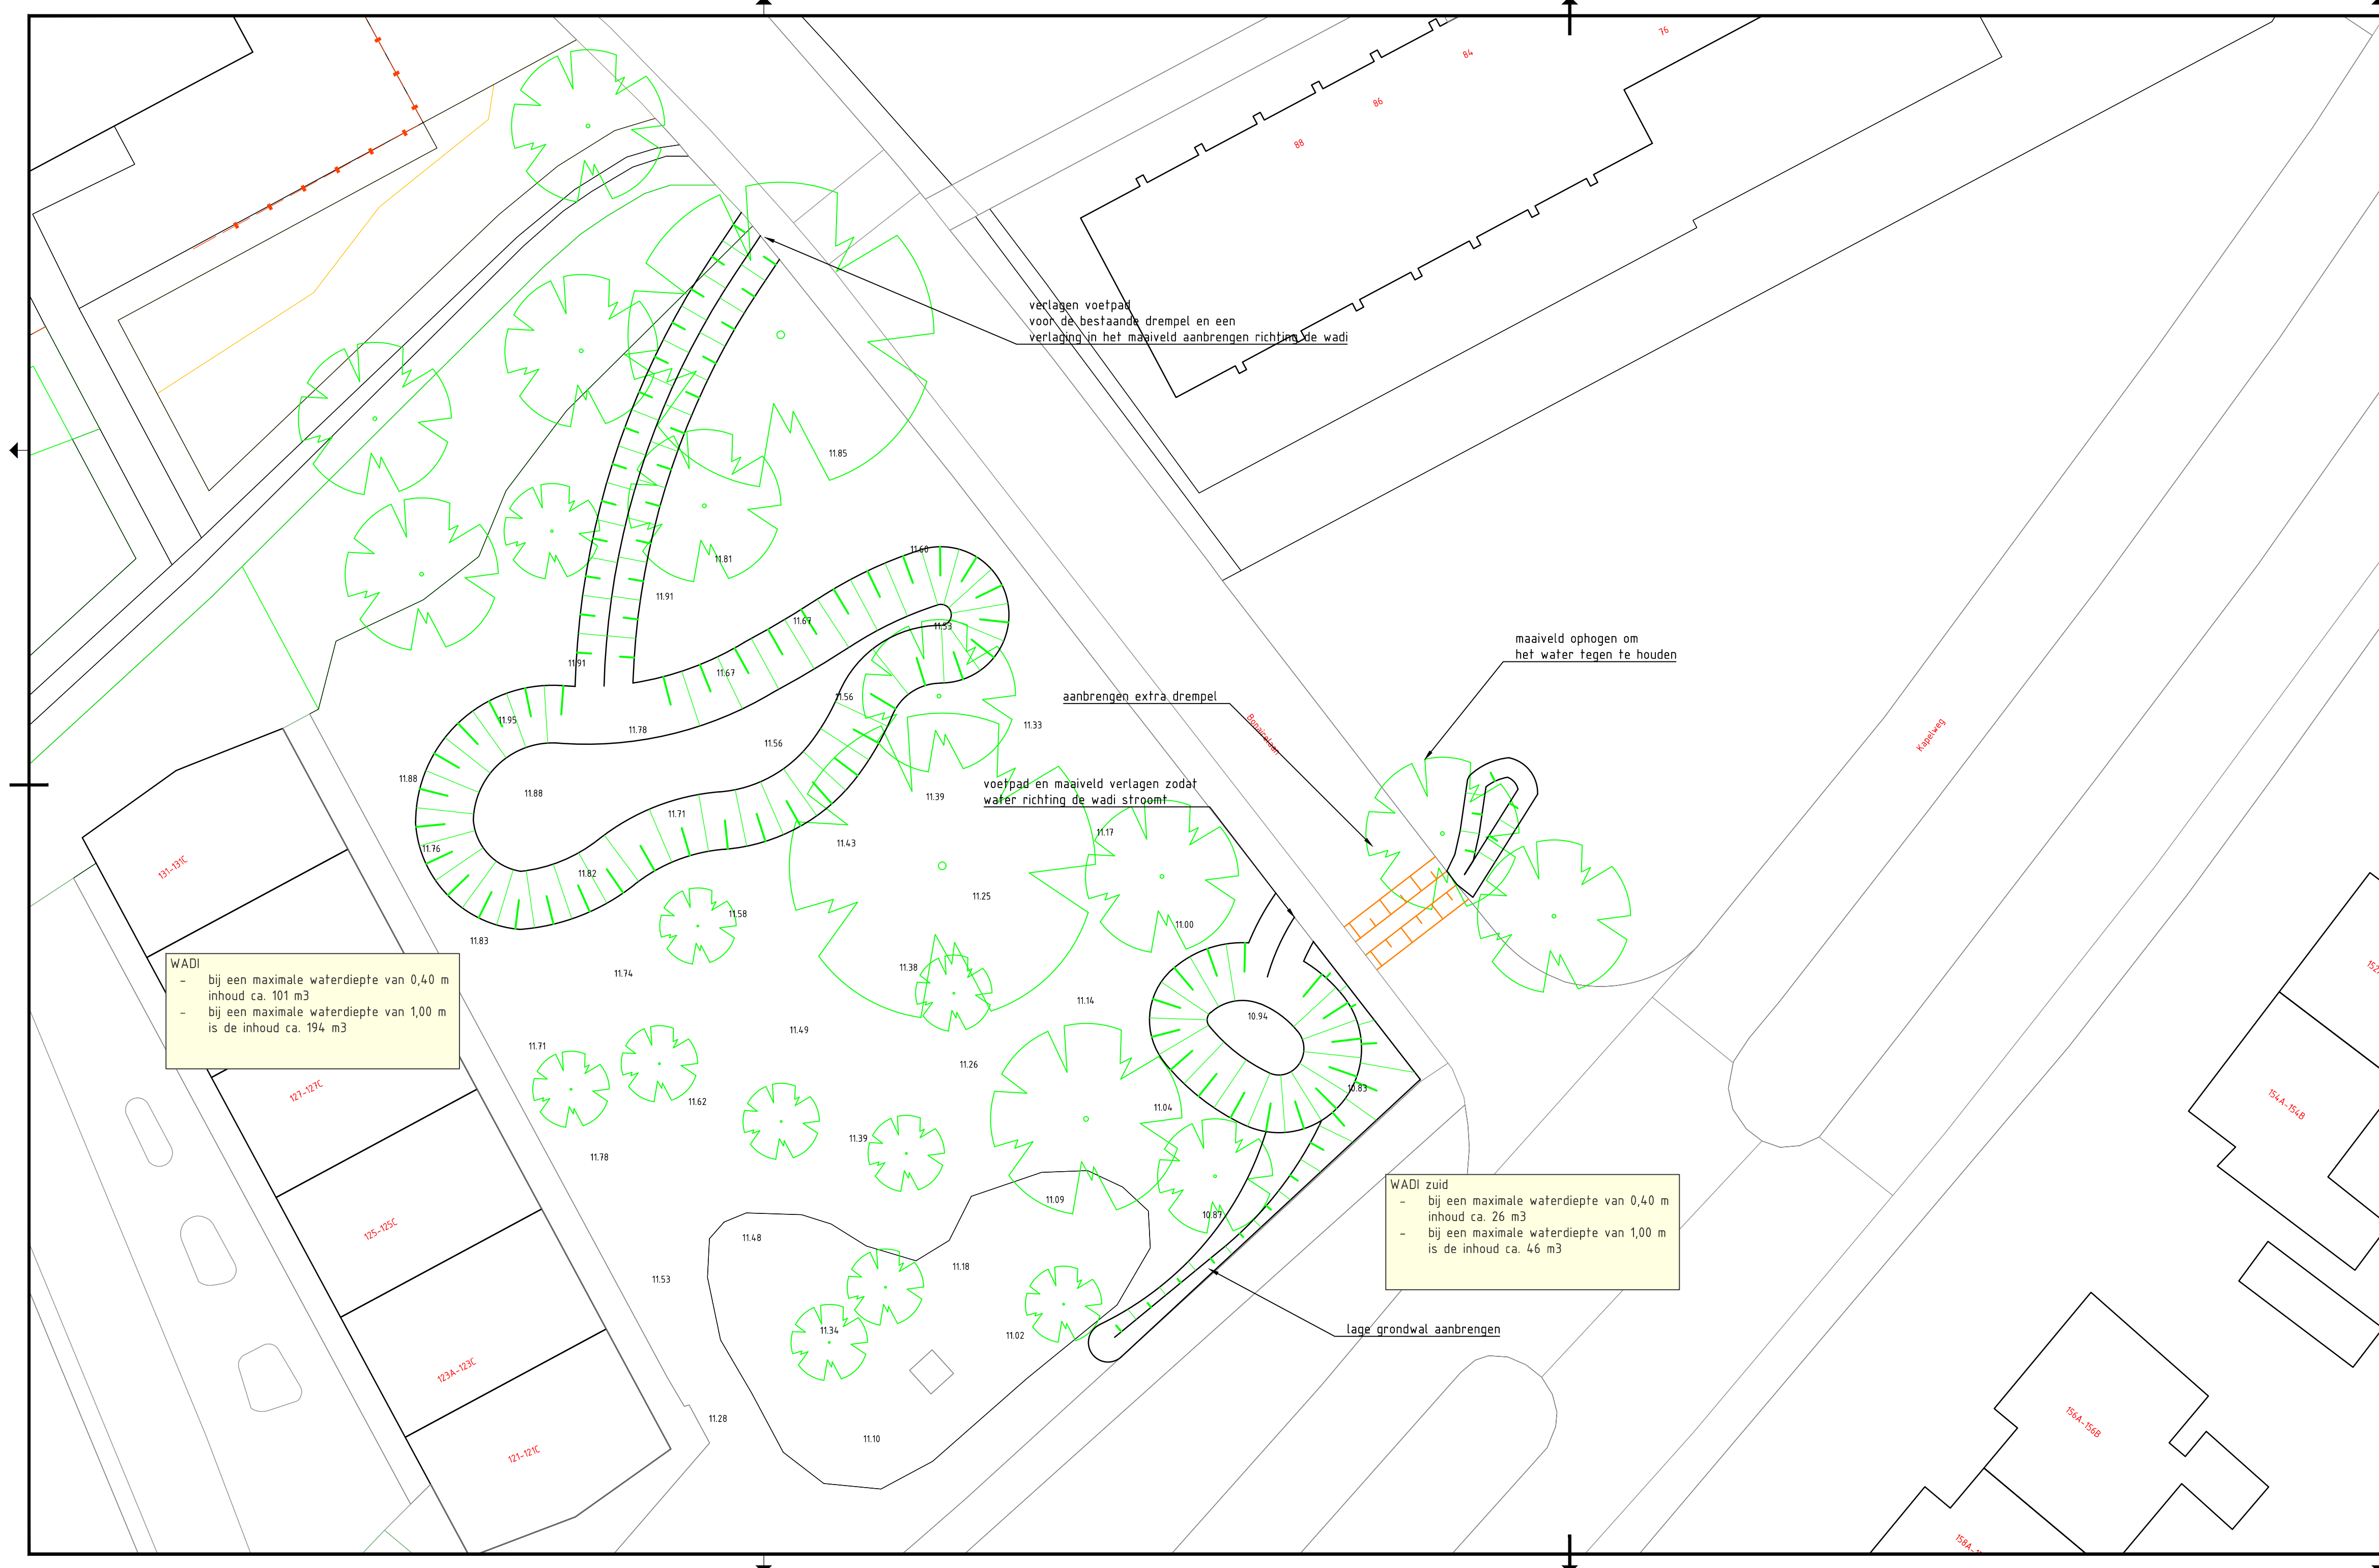 76
84
86
88
verlagen voetpad
voor de bestaande drempel en een
verlaging in het maaiveld aanbrengen richting de wadi
11.85
11.60
11.81
11.91
11.67
11.53
maaiveld ophogen om
het water tegen te houden
11.91
11.67
aanbrengen extra drempel
11.56
11.95
11.78
11.33
Bonairelaan
Kapelweg
11.56
11.88
11.88
voetpad en maaiveld verlagen zodat
water richting de wadi stroomt
11.39
11.71
11.17
11.43
11.76
131-131C
11.82
11.25
11.58
11.00
11.83
WADI
- bij een maximale waterdiepte van 0,40 m
inhoud ca. 101 m3
- bij een maximale waterdiepte van 1,00 m
is de inhoud ca. 194 m3
11.38
11.74
11.14
10.94
11.49
11.71
11.26
127-127C
11.62
11.04
10.83
11.39
154A-154B
11.78
WADI zuid
- bij een maximale waterdiepte van 0,40 m
inhoud ca. 26 m3
- bij een maximale waterdiepte van 1,00 m
is de inhoud ca. 46 m3
11.09
10.87
125-125C
11.48
11.18
11.53
11.34
11.02
lage grondwal aanbrengen
123A-123C
11.28
11.10
156A-156B
121-121C